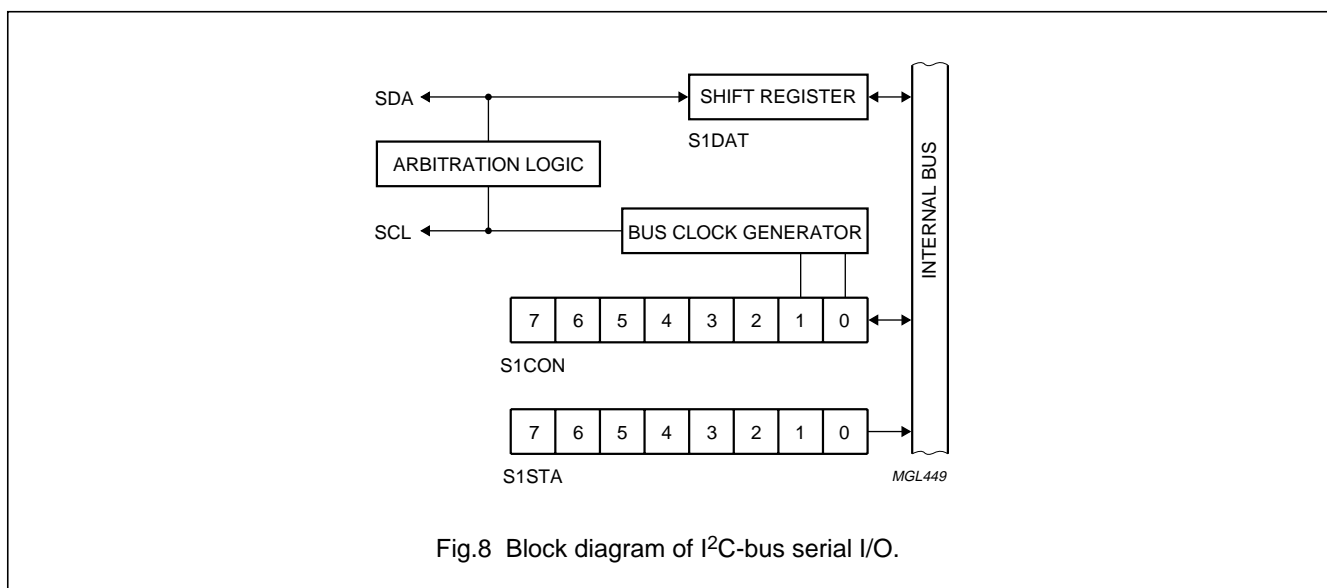 SDA
SHIFT REGISTER
S1DAT
ARBITRATION LOGIC
SCL
BUS CLOCK GENERATOR
INTERNAL BUS
7 6 5 4 3 2 1 0
S1CON
7 6 5 4 3 2 1 0
S1STA
MGL449
Fig.8 Block diagram of I²C-bus serial I/O.